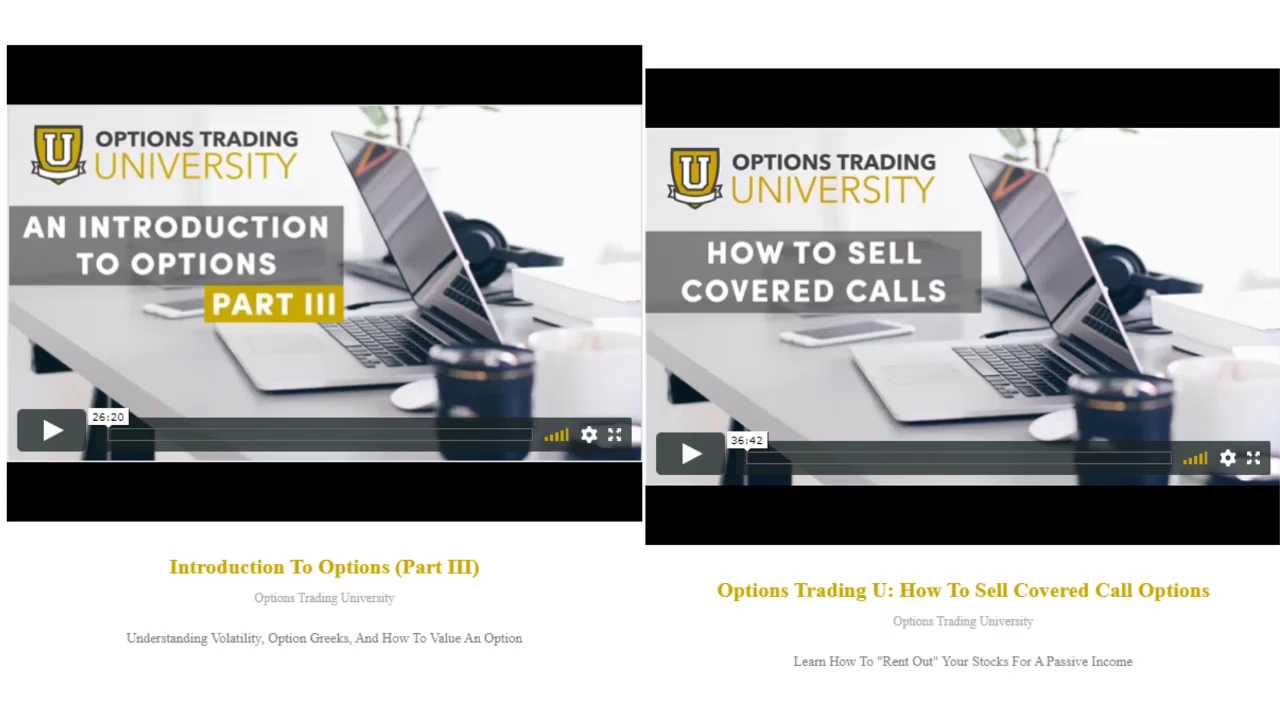 U OPTIONS TRADING
UNIVERSITY
AN INTRODUCTION
TO OPTIONS
PART III
26:20
Introduction To Options (Part III)
Options Trading University
Understanding Volatility, Option Greeks, And How To Value An Option
U OPTIONS TRADING
UNIVERSITY
HOW TO SELL
COVERED CALLS
36:42
Options Trading U: How To Sell Covered Call Options
Options Trading University
Learn How To "Rent Out" Your Stocks For A Passive Income